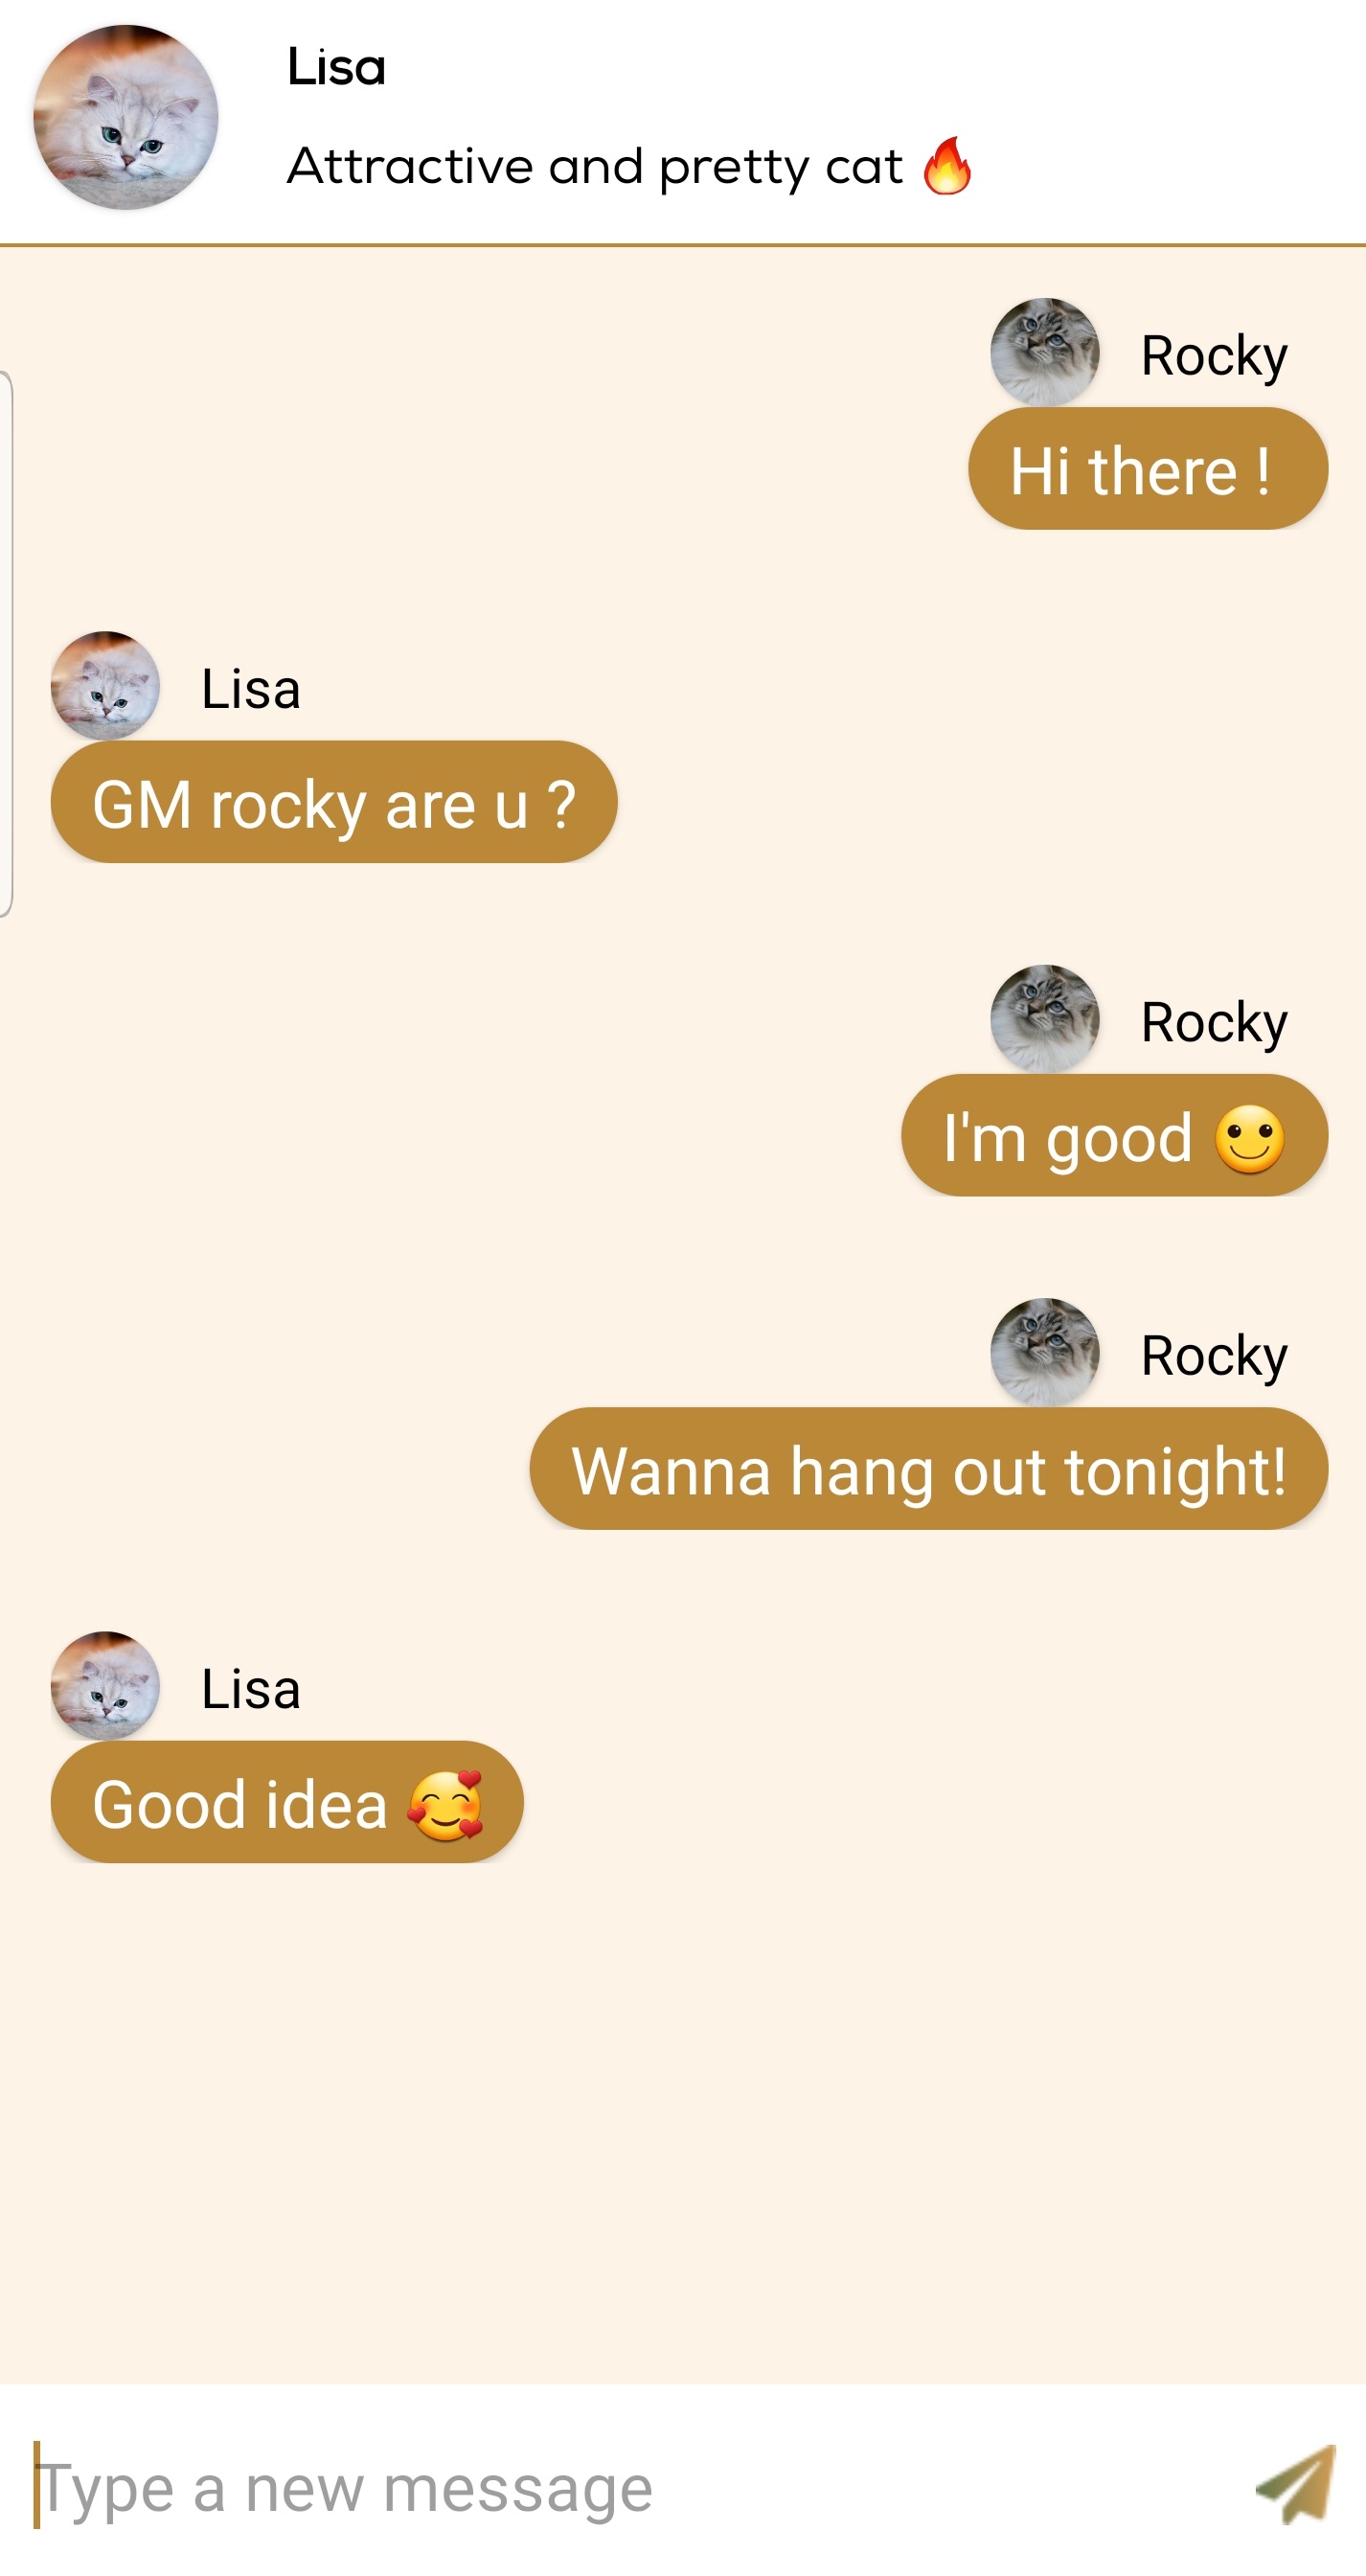 Lisa
Attractive and pretty cat 🔥
Rocky
Hi there !
Lisa
GM rocky are u ?
Rocky
I'm good 🙂
Rocky
Wanna hang out tonight!
Lisa
Good idea 🥰
Type a new message